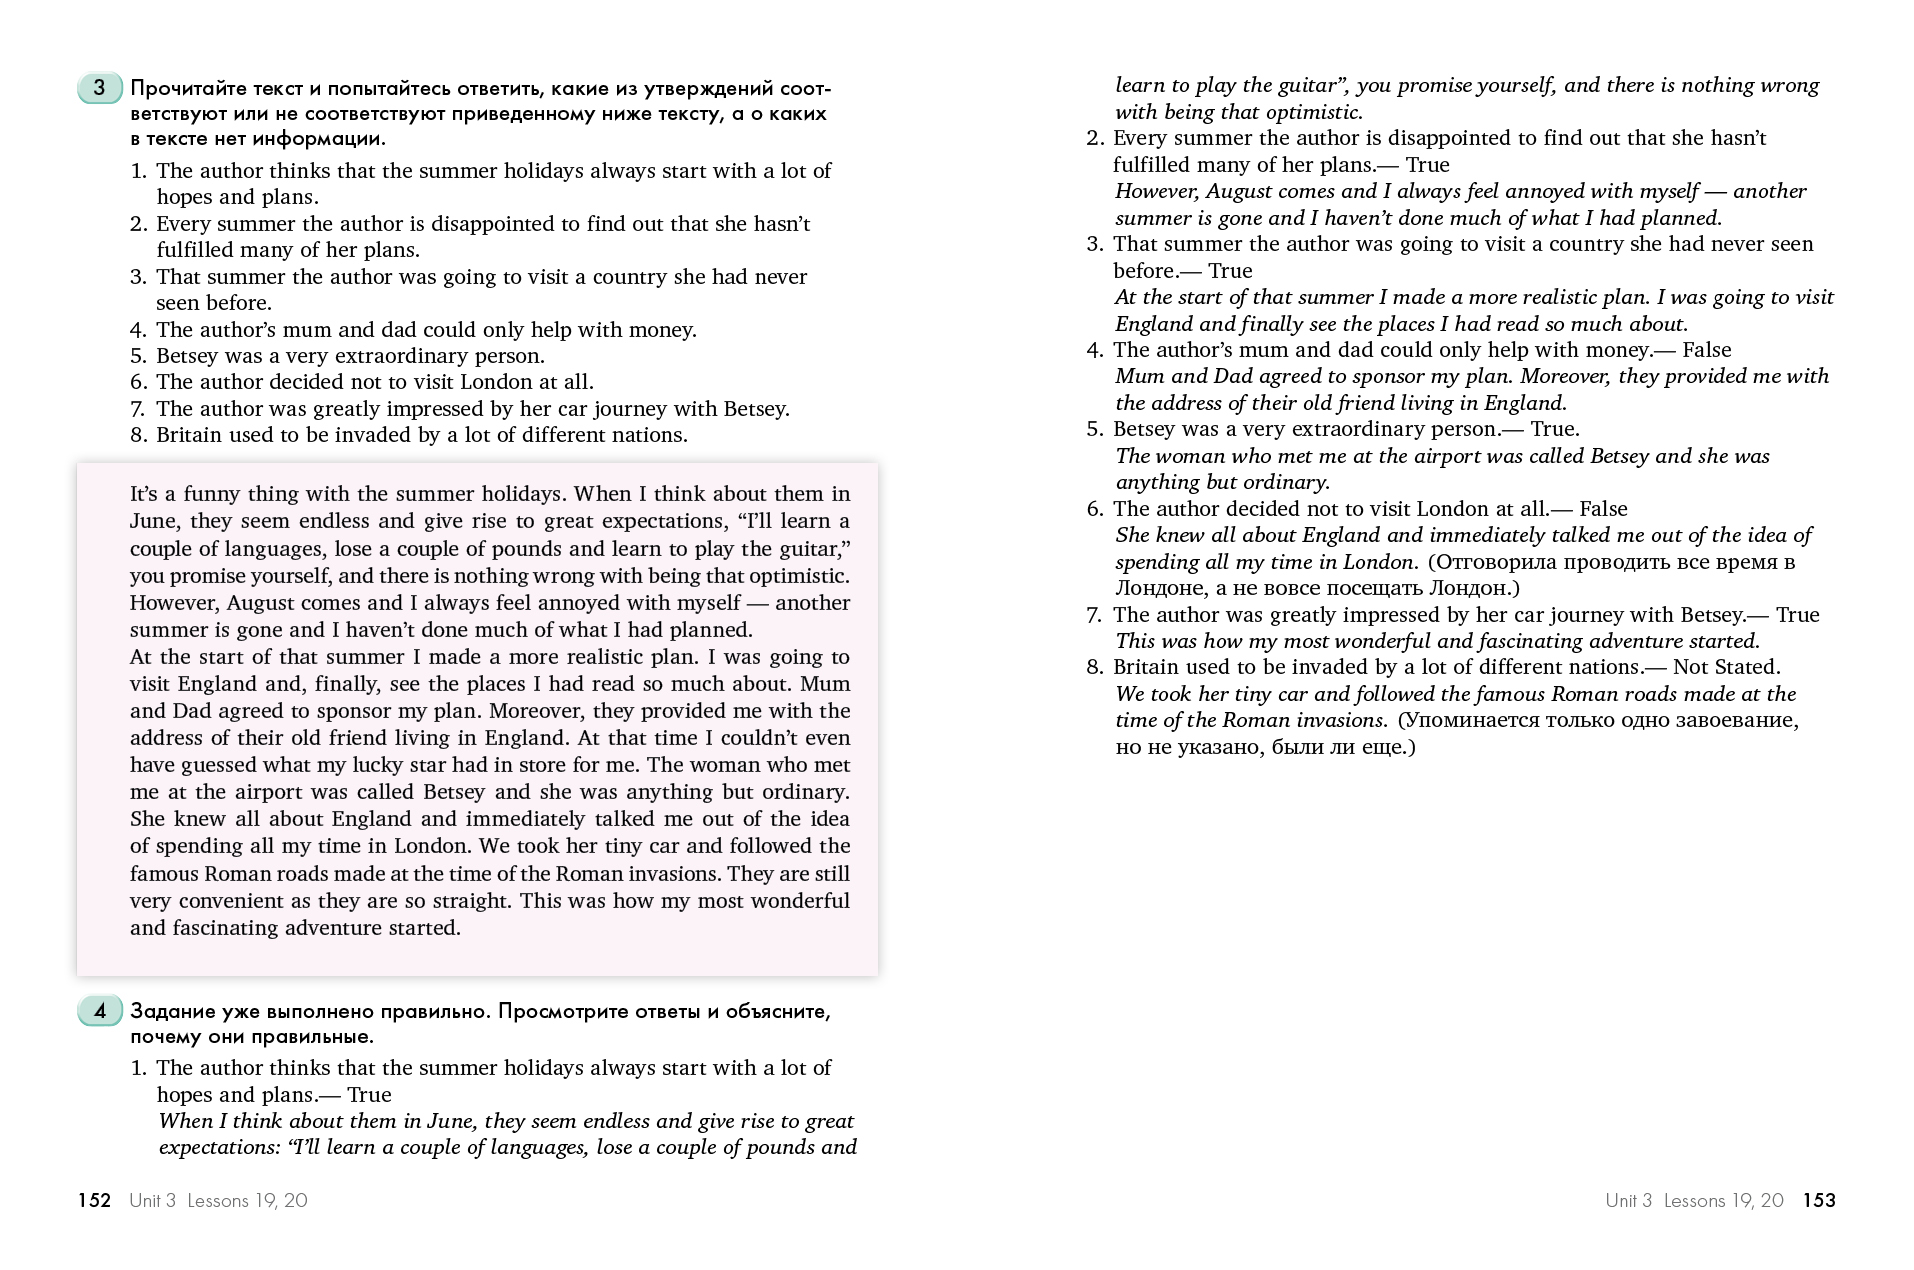 3 Прочитайте текст и попытайтесь ответить, какие из утверждений соот-
ветствуют или не соответствуют приведенному ниже тексту, а о каких
в тексте нет информации.
1. The author thinks that the summer holidays always start with a lot of
hopes and plans.
2. Every summer the author is disappointed to find out that she hasn’t
fulfilled many of her plans.
3. That summer the author was going to visit a country she had never
seen before.
4. The author’s mum and dad could only help with money.
5. Betsey was a very extraordinary person.
6. The author decided not to visit London at all.
7. The author was greatly impressed by her car journey with Betsey.
8. Britain used to be invaded by a lot of different nations.
It’s a funny thing with the summer holidays. When I think about them in
June, they seem endless and give rise to great expectations, “I’ll learn a
couple of languages, lose a couple of pounds and learn to play the guitar,”
you promise yourself, and there is nothing wrong with being that optimistic.
However, August comes and I always feel annoyed with myself — another
summer is gone and I haven’t done much of what I had planned.
At the start of that summer I made a more realistic plan. I was going to
visit England and, finally, see the places I had read so much about. Mum
and Dad agreed to sponsor my plan. Moreover, they provided me with the
address of their old friend living in England. At that time I couldn’t even
have guessed what my lucky star had in store for me. The woman who met
me at the airport was called Betsey and she was anything but ordinary.
She knew all about England and immediately talked me out of the idea
of spending all my time in London. We took her tiny car and followed the
famous Roman roads made at the time of the Roman invasions. They are still
very convenient as they are so straight. This was how my most wonderful
and fascinating adventure started.
4 Задание уже выполнено правильно. Просмотрите ответы и объясните,
почему они правильные.
1. The author thinks that the summer holidays always start with a lot of
hopes and plans.— True
When I think about them in June, they seem endless and give rise to great
expectations: “I’ll learn a couple of languages, lose a couple of pounds and
152 Unit 3 Lessons 19, 20
learn to play the guitar”, you promise yourself, and there is nothing wrong
with being that optimistic.
2. Every summer the author is disappointed to find out that she hasn’t
fulfilled many of her plans.— True
However, August comes and I always feel annoyed with myself — another
summer is gone and I haven’t done much of what I had planned.
3. That summer the author was going to visit a country she had never seen
before.— True
At the start of that summer I made a more realistic plan. I was going to visit
England and finally see the places I had read so much about.
4. The author’s mum and dad could only help with money.— False
Mum and Dad agreed to sponsor my plan. Moreover, they provided me with
the address of their old friend living in England.
5. Betsey was a very extraordinary person.— True.
The woman who met me at the airport was called Betsey and she was
anything but ordinary.
6. The author decided not to visit London at all.— False
She knew all about England and immediately talked me out of the idea of
spending all my time in London. (Отговорила проводить все время в
Лондоне, а не вовсе посещать Лондон.)
7. The author was greatly impressed by her car journey with Betsey.— True
This was how my most wonderful and fascinating adventure started.
8. Britain used to be invaded by a lot of different nations.— Not Stated.
We took her tiny car and followed the famous Roman roads made at the
time of the Roman invasions. (Упоминается только одно завоевание,
но не указано, были ли еще.)
Unit 3 Lessons 19, 20 153